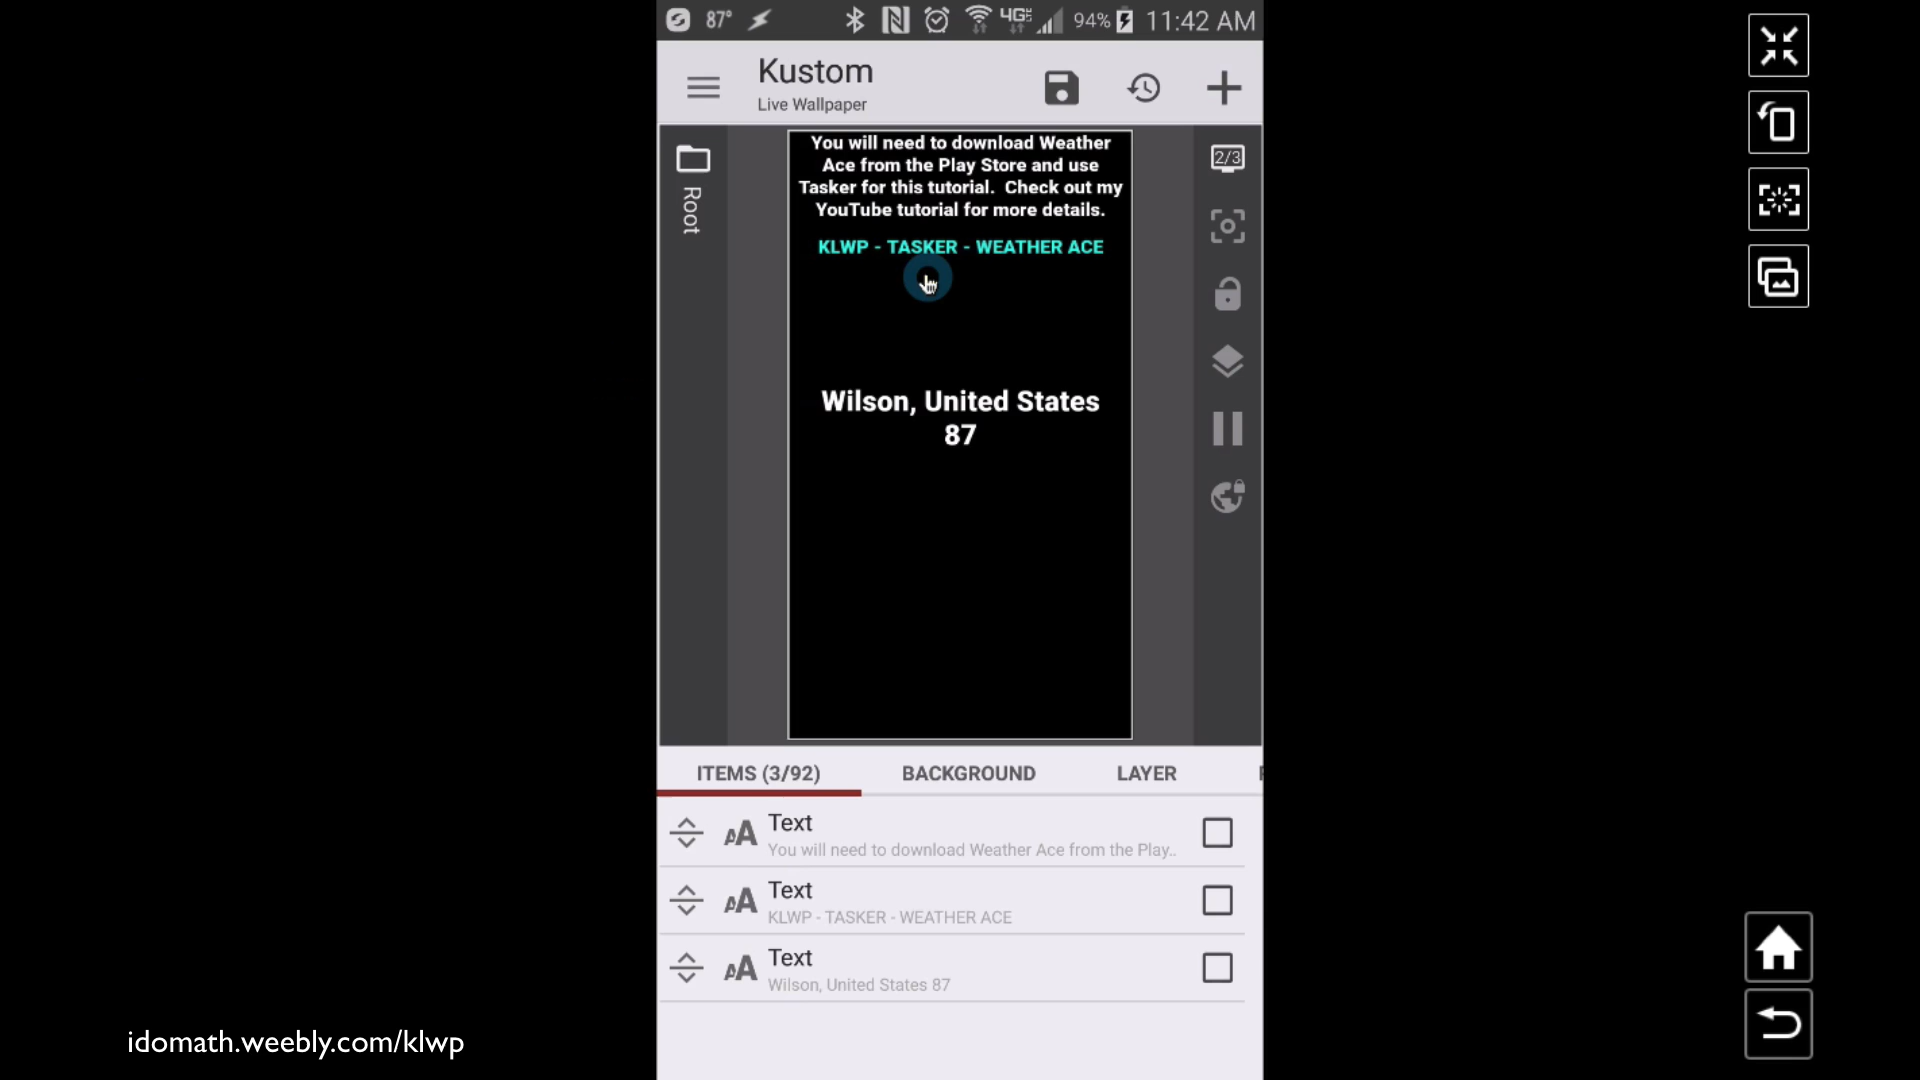 87°
4G
94%
11:42 AM
Kustom
Live Wallpaper
Root
2/3
You will need to download Weather
Ace from the Play Store and use
Tasker for this tutorial.  Check out my
YouTube tutorial for more details.
KLWP - TASKER - WEATHER ACE
Wilson, United States
87
ITEMS (3/92)
BACKGROUND
LAYER
Text
You will need to download Weather Ace from the Play..
Text
KLWP - TASKER - WEATHER ACE
Text
Wilson, United States 87
idomath.weebly.com/klwp